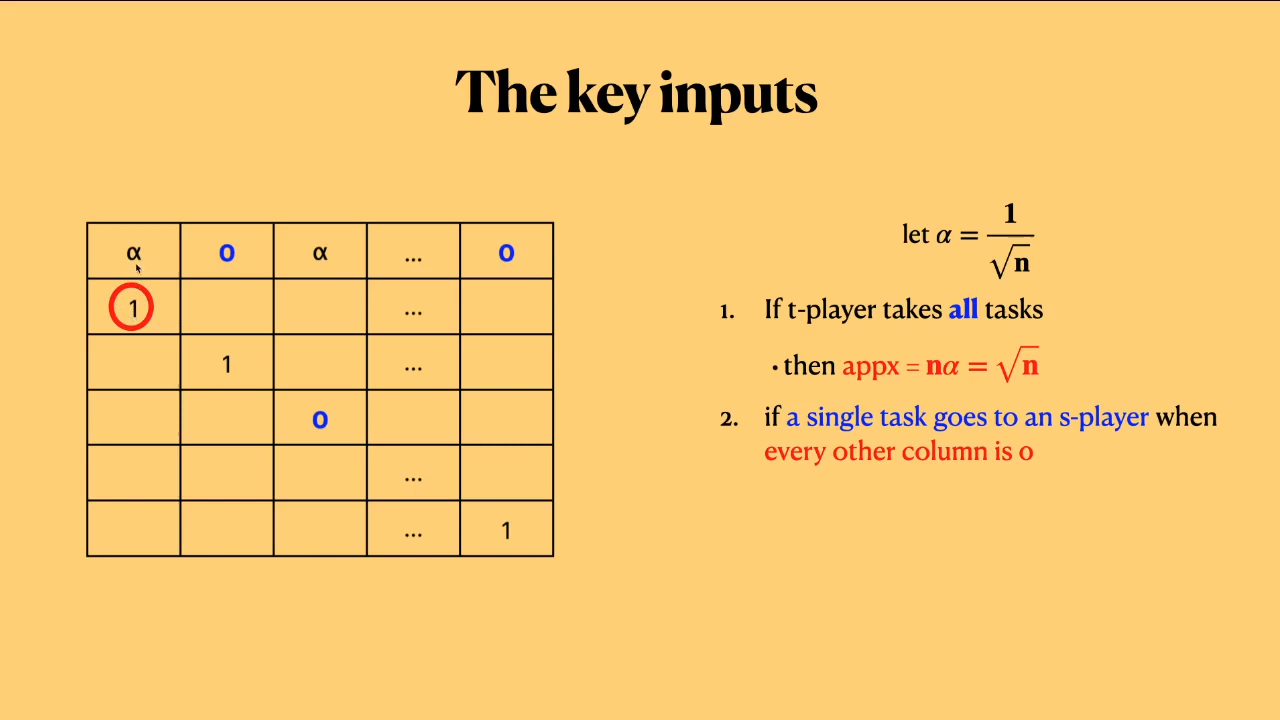 The key inputs
α 0 α ... 0
1 ...
1 ...
0
...
... 1
let α = 1/√n
1. If t-player takes all tasks
• then appx = nα = √n
2. if a single task goes to an s-player when
every other column is 0